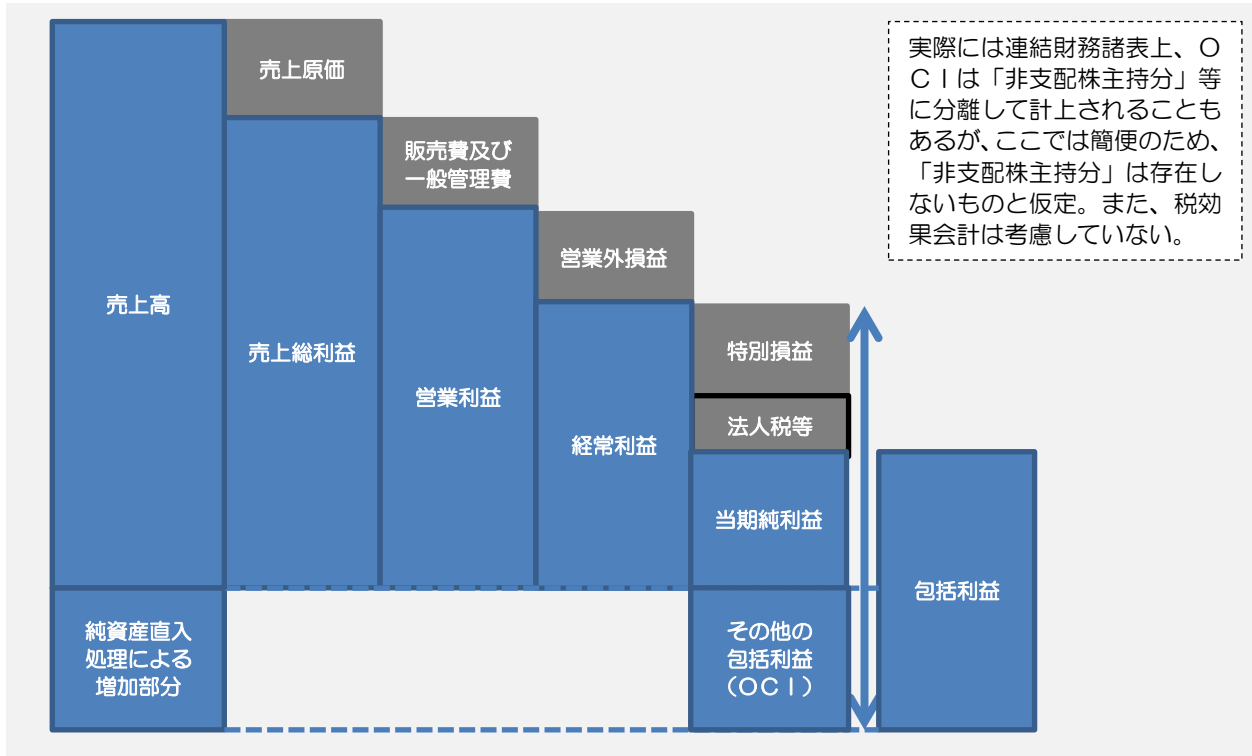 売上原価
実際には連結財務諸表上、Ｏ
ＣＩは「非支配株主持分」等
に分離して計上されることも
あるが、ここでは簡便のため、
「非支配株主持分」は存在し
ないものと仮定。また、税効
果会計は考慮していない。
販売費及び
一般管理費
営業外損益
売上高
売上総利益
特別損益
営業利益
法人税等
経常利益
当期純利益
包括利益
純資産直入
処理による
増加部分
その他の
包括利益
（ＯＣＩ）